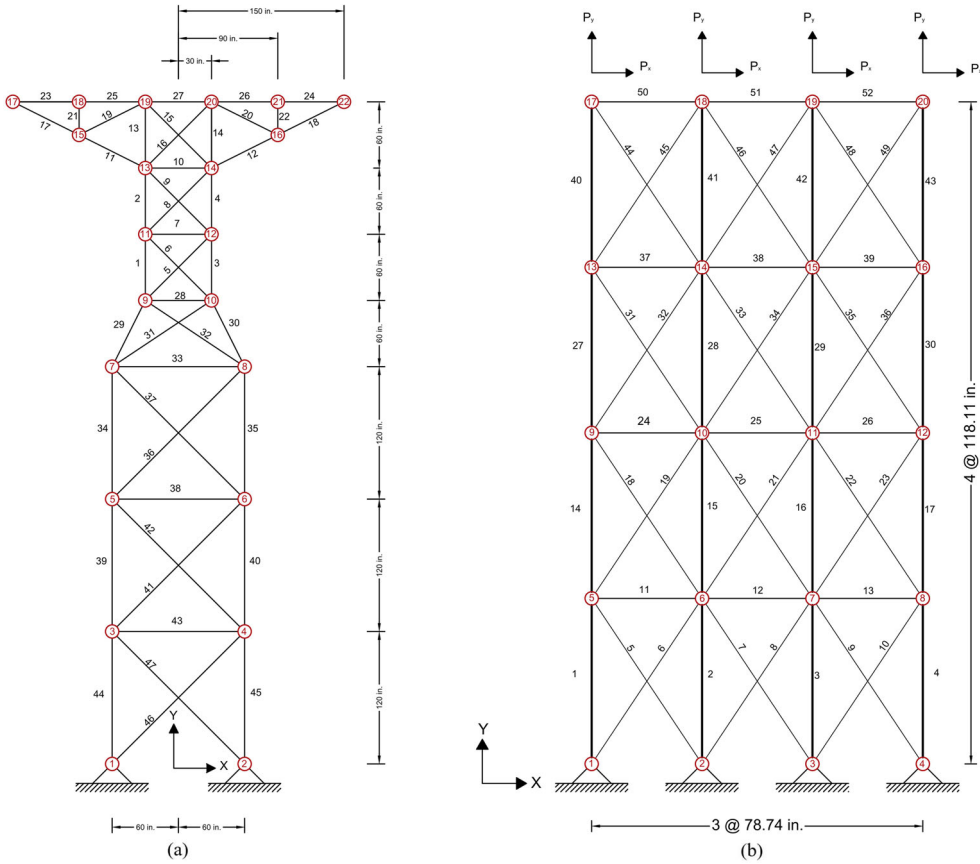 150 in.
90 in.
30 in.
17 23 18 25 19 27 20 26 21 24 22
17 21 15 19 13 15 16 14 20 16 22 18
11 13 10 14 12
60 in.
2 9 8 4
60 in.
11 7 12
1 6 5 3
60 in.
9 28 10
29 31 32 30
60 in.
7 33 8
34 37 36 35
120 in.
5 38 6
39 42 41 40
120 in.
3 43 4
44 47 46 45
120 in.
Y
X
1 2
60 in. 60 in.
(a)
Py Py Py Py
Px Px Px P
17 50 18 51 19 52 20
44 45 46 47 48 49
40 41 42 43
13 37 14 38 15 39 16
31 32 33 34 35 36
27 28 29 30
9 24 10 25 11 26 12
18 19 20 21 22 23
14 15 16 17
5 11 6 12 7 13 8
5 6 7 8 9 10
1 2 3 4
4 @ 118.11 in.
Y
X
1 2 3 4
3 @ 78.74 in.
(b)